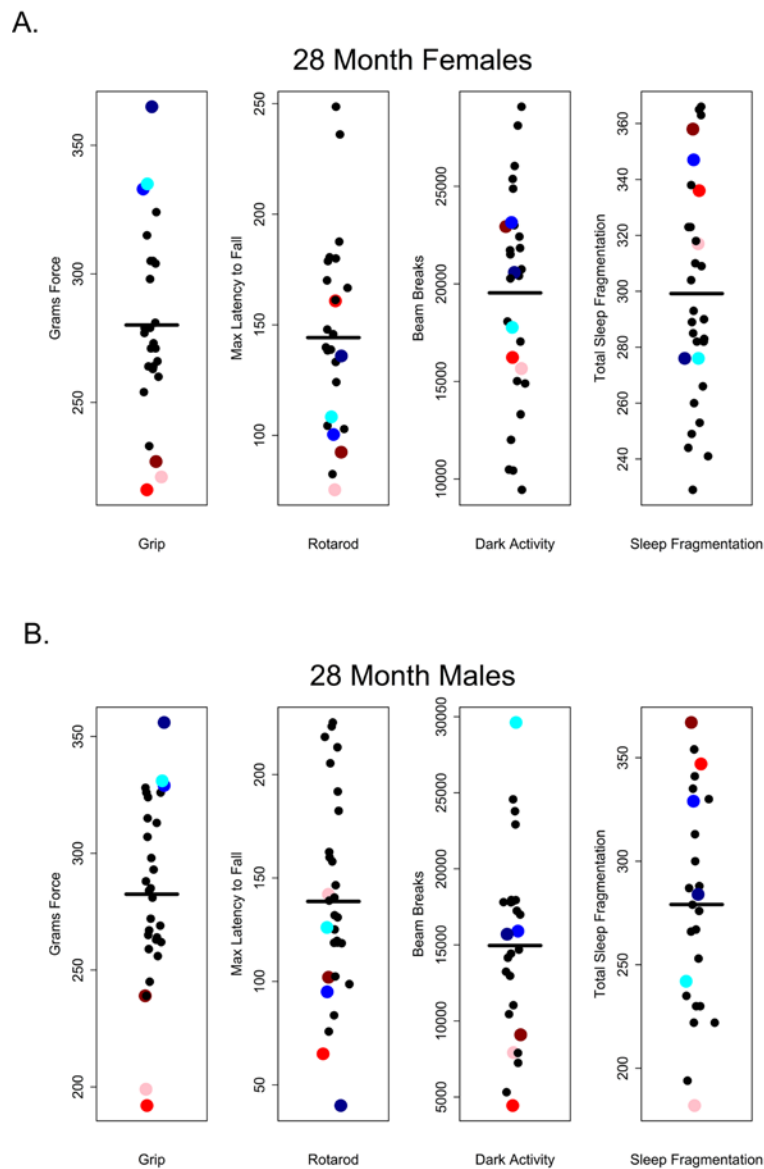 A.
28 Month Females
Grams Force
250
300
350
Grip
Max Latency to Fall
100
150
200
250
Rotarod
Beam Breaks
10000
15000
20000
25000
Dark Activity
Total Sleep Fragmentation
240
260
280
300
320
340
360
Sleep Fragmentation
B.
28 Month Males
Grams Force
200
250
300
350
Grip
Max Latency to Fall
50
100
150
200
Rotarod
Beam Breaks
5000
10000
15000
20000
25000
30000
Dark Activity
Total Sleep Fragmentation
200
250
300
350
Sleep Fragmentation